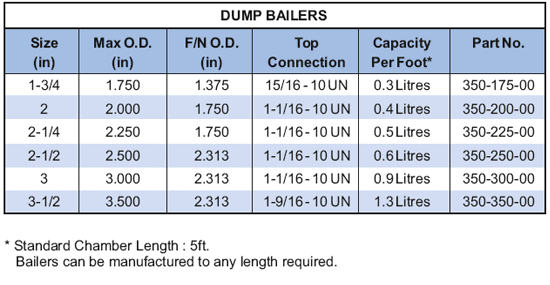 DUMP BAILERS
Size (in) Max O.D. (in) F/N O.D. (in) Top Connection Capacity Per Foot* Part No.
1-3/4 1.750 1.375 15/16 - 10 UN 0.3 Litres 350-175-00
2 2.000 1.750 1-1/16 - 10 UN 0.4 Litres 350-200-00
2-1/4 2.250 1.750 1-1/16 - 10 UN 0.5 Litres 350-225-00
2-1/2 2.500 2.313 1-1/16 - 10 UN 0.6 Litres 350-250-00
3 3.000 2.313 1-1/16 - 10 UN 0.9 Litres 350-300-00
3-1/2 3.500 2.313 1-9/16 - 10 UN 1.3 Litres 350-350-00
* Standard Chamber Length : 5ft.
Bailers can be manufactured to any length required.